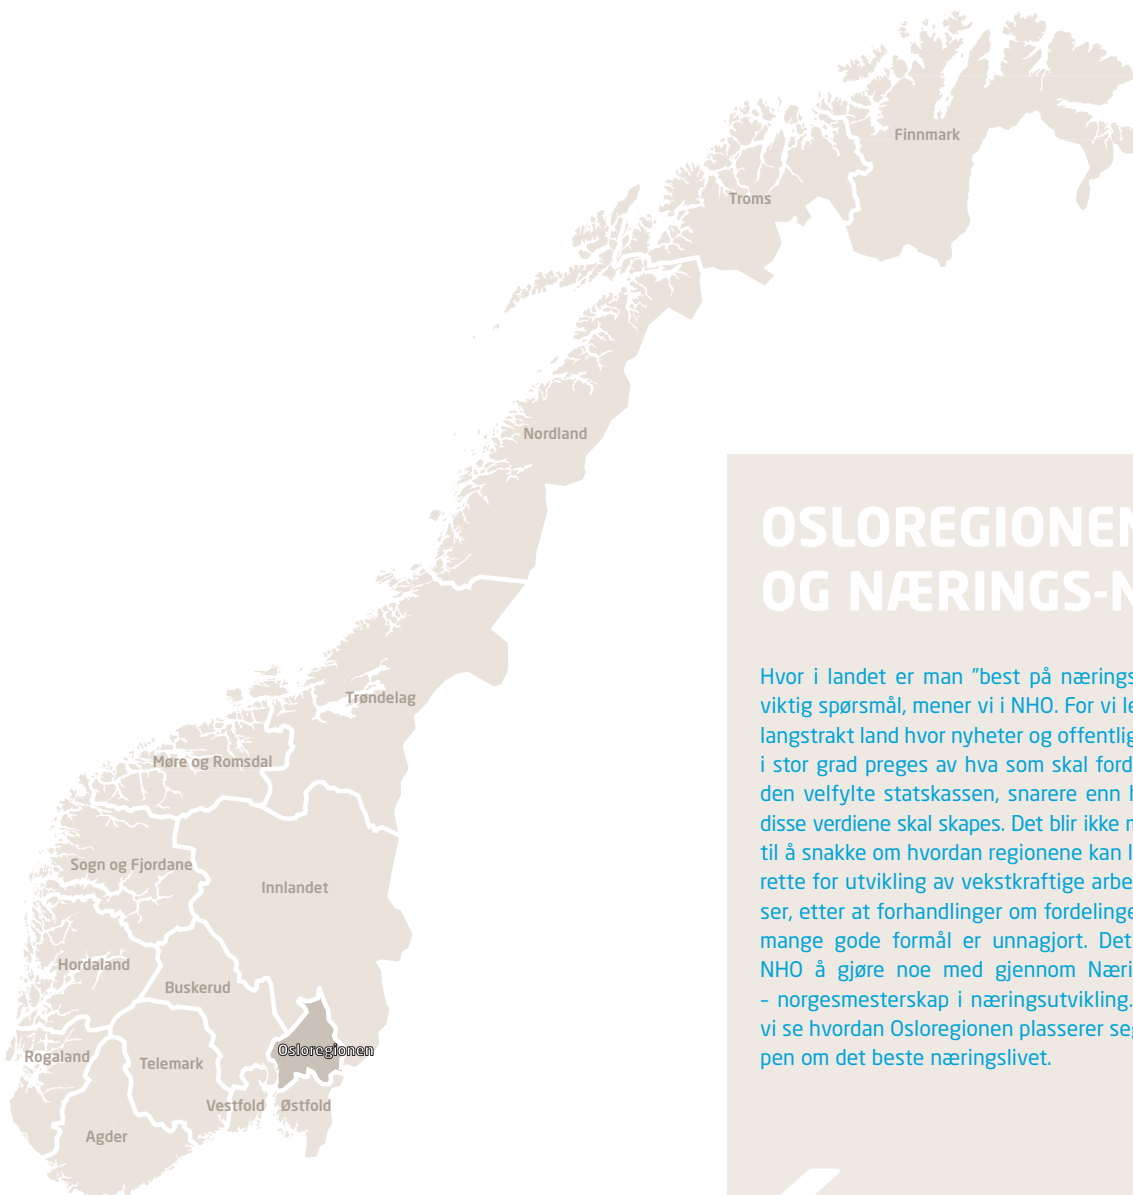 Finnmark
Troms
Nordland
Trøndelag
Møre og Romsdal
Sogn og Fjordane
Innlandet
Hordaland
Buskerud
Osloregionen
Rogaland
Telemark
Vestfold
Østfold
Agder
OSLOREGIONEN
OG NÆRINGS-N
Hvor i landet er man "best på nærings
viktig spørsmål, mener vi i NHO. For vi le
langstrakt land hvor nyheter og offentlig
i stor grad preges av hva som skal ford
den velfylte statskassen, snarere enn h
disse verdiene skal skapes. Det blir ikke m
til å snakke om hvordan regionene kan l
rette for utvikling av vekstkraftige arbe
ser, etter at forhandlinger om fordelinge
mange gode formål er unnagjort. Det
NHO å gjøre noe med gjennom Næri
– norgesmesterskap i næringsutvikling.
vi se hvordan Osloregionen plasserer seg
pen om det beste næringslivet.